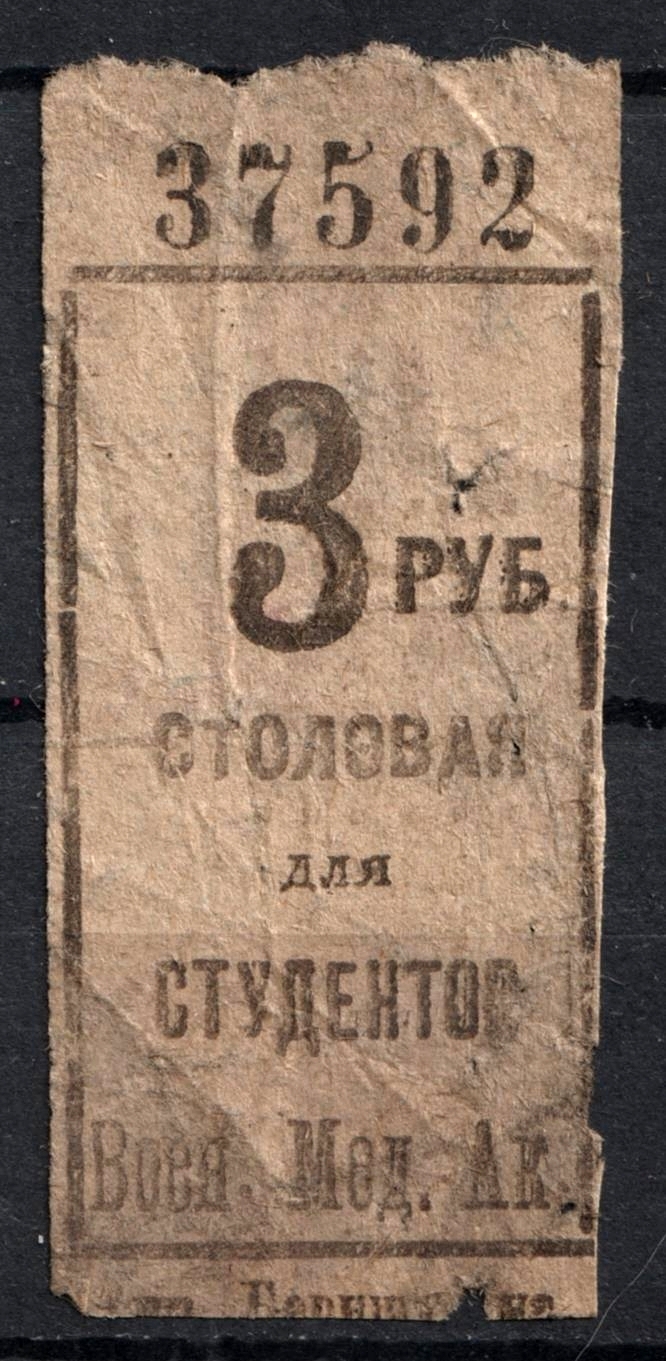 37592
3 РУБ.
СТОЛОВАЯ
для
СТУДЕНТОВ
Воен. Мед. Ак.